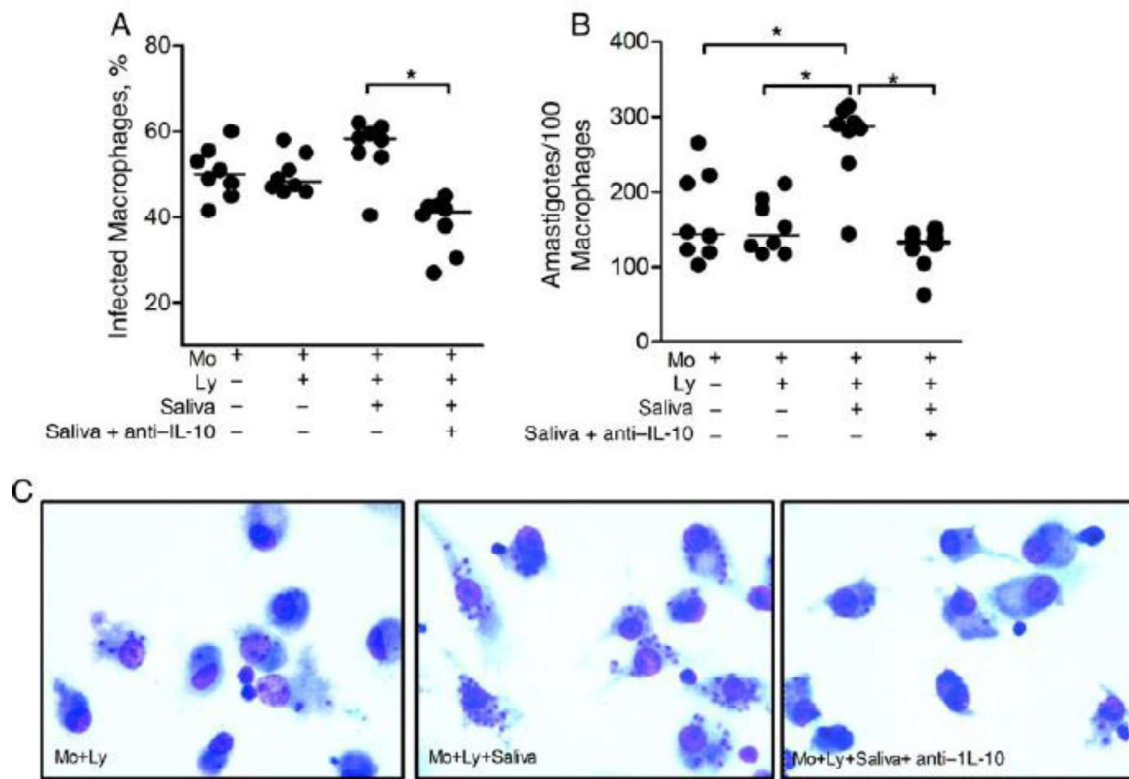 A
Infected Macrophages, %
80
60
40
20
Mo + + + +
Ly – + + +
Saliva – – + +
Saliva + anti–IL-10 – – – +
*
B
Amastigotes/100
Macrophages
400
300
200
100
0
Mo + + + +
Ly – + + +
Saliva – – + +
Saliva + anti–IL-10 – – – +
*
* *
C
Mo+Ly
Mo+Ly+Saliva
Mo+Ly+Saliva+ anti–1L-10